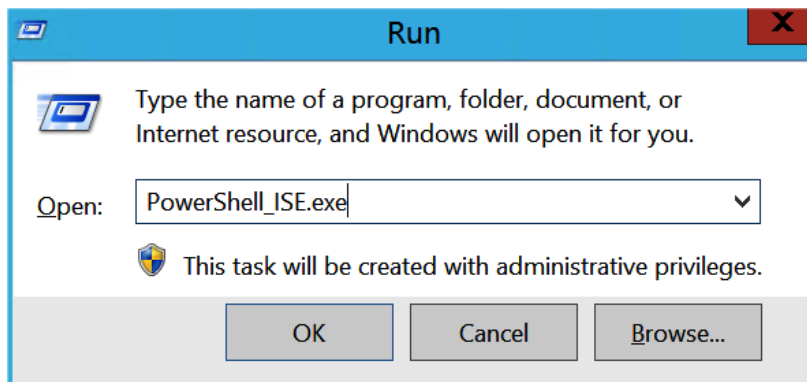 Run
Type the name of a program, folder, document, or
Internet resource, and Windows will open it for you.
Open:
PowerShell_ISE.exe
This task will be created with administrative privileges.
OK
Cancel
Browse...